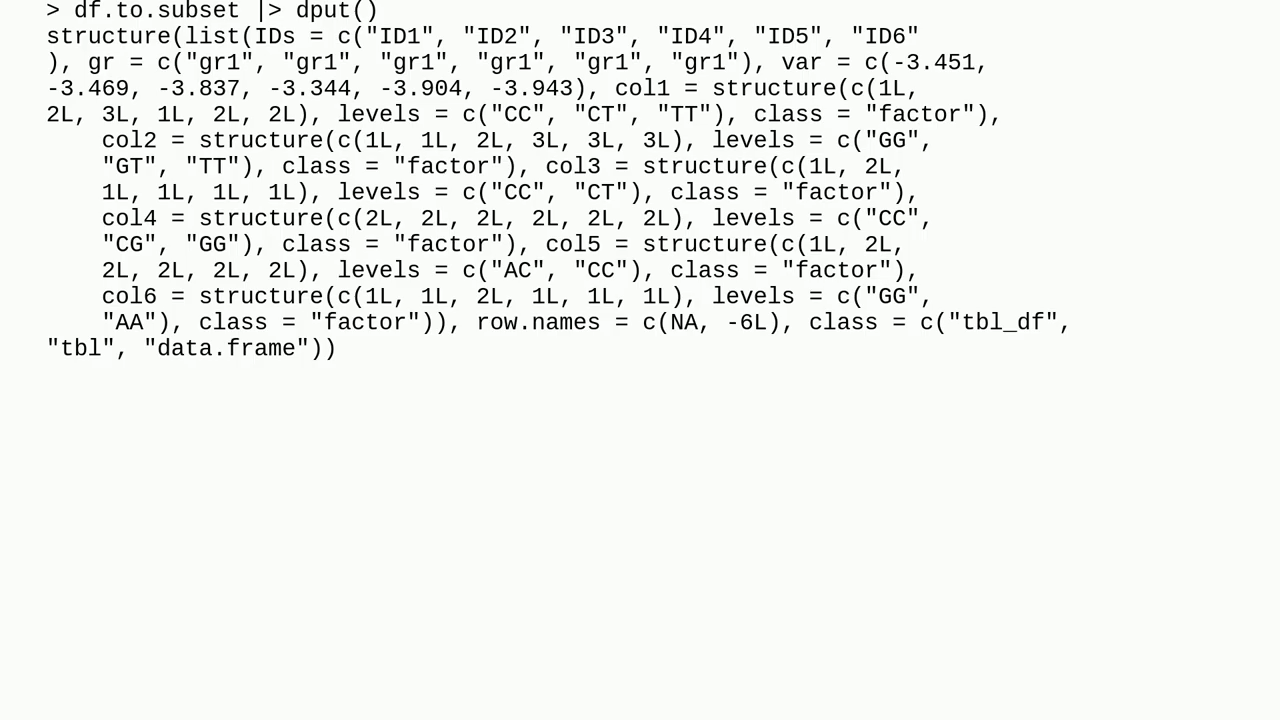 > df.to.subset |> dput()
structure(list(IDs = c("ID1", "ID2", "ID3", "ID4", "ID5", "ID6"
), gr = c("gr1", "gr1", "gr1", "gr1", "gr1", "gr1"), var = c(-3.451,
-3.469, -3.837, -3.344, -3.904, -3.943), col1 = structure(c(1L,
2L, 3L, 1L, 2L, 2L), levels = c("CC", "CT", "TT"), class = "factor"),
    col2 = structure(c(1L, 1L, 2L, 3L, 3L, 3L), levels = c("GG",
    "GT", "TT"), class = "factor"), col3 = structure(c(1L, 2L,
    1L, 1L, 1L, 1L), levels = c("CC", "CT"), class = "factor"),
    col4 = structure(c(2L, 2L, 2L, 2L, 2L, 2L), levels = c("CC",
    "CG", "GG"), class = "factor"), col5 = structure(c(1L, 2L,
    2L, 2L, 2L, 2L), levels = c("AC", "CC"), class = "factor"),
    col6 = structure(c(1L, 1L, 2L, 1L, 1L, 1L), levels = c("GG",
    "AA"), class = "factor")), row.names = c(NA, -6L), class = c("tbl_df",
"tbl", "data.frame"))